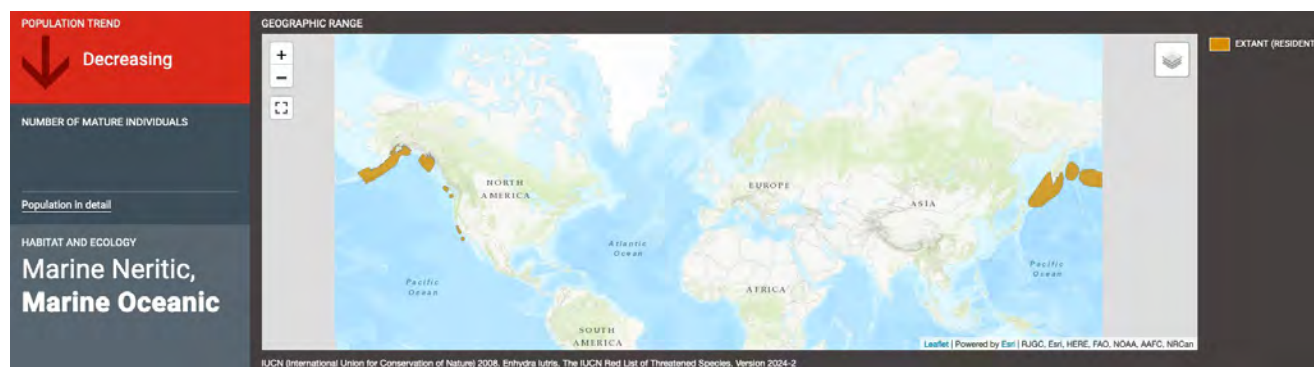 POPULATION TREND
Decreasing
NUMBER OF MATURE INDIVIDUALS
Population in detail
HABITAT AND ECOLOGY
Marine Neritic,
Marine Oceanic
GEOGRAPHIC RANGE
+
−
NORTH
AMERICA
EUROPE
ASIA
Atlantic
Ocean
Pacific
Ocean
AFRICA
Pacific
Ocean
SOUTH
AMERICA
Leaflet | Powered by Esri | RJGC, Esri, HERE, FAO, NOAA, AAFC, NRCan
EXTANT (RESIDENT
IUCN (International Union for Conservation of Nature) 2008. Enhydra lutris. The IUCN Red List of Threatened Species. Version 2024-2